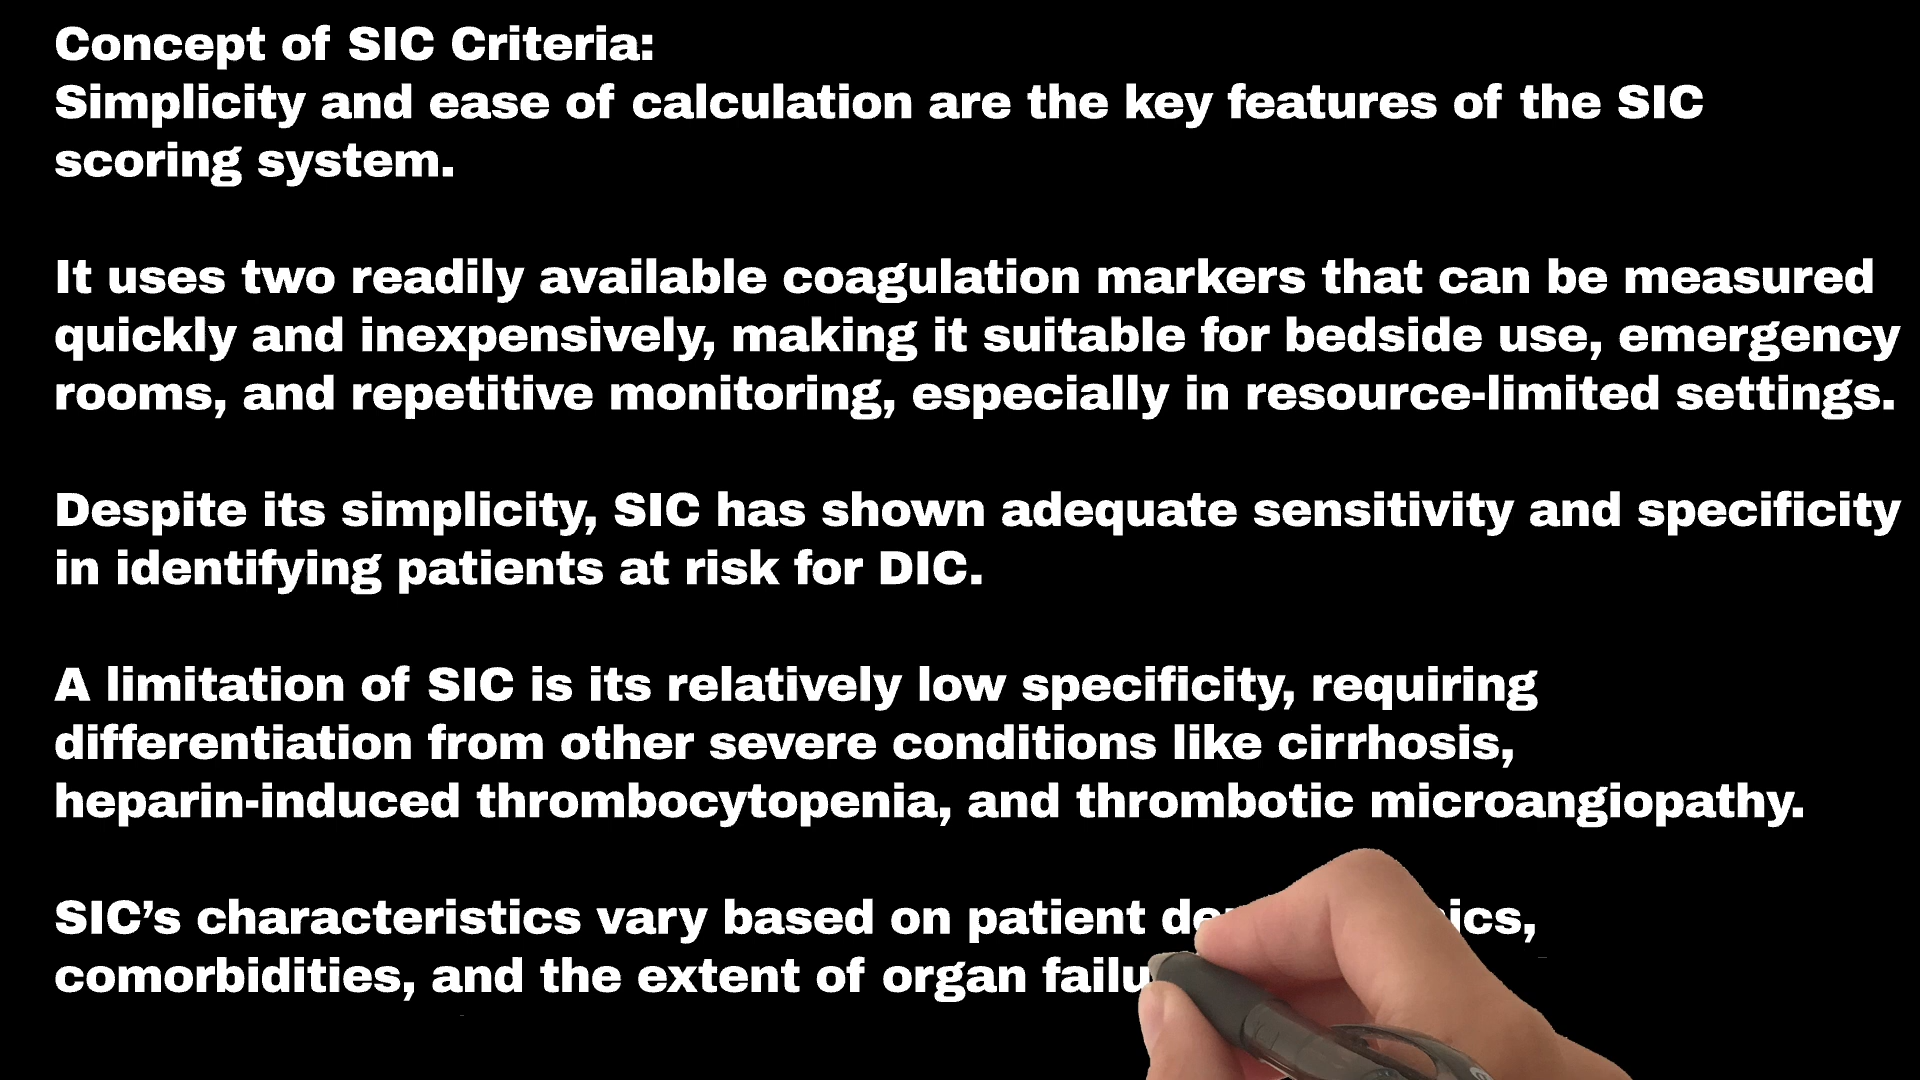 Concept of SIC Criteria:
Simplicity and ease of calculation are the key features of the SIC
scoring system.
It uses two readily available coagulation markers that can be measured
quickly and inexpensively, making it suitable for bedside use, emergency
rooms, and repetitive monitoring, especially in resource-limited settings.
Despite its simplicity, SIC has shown adequate sensitivity and specificity
in identifying patients at risk for DIC.
A limitation of SIC is its relatively low specificity, requiring
differentiation from other severe conditions like cirrhosis,
heparin-induced thrombocytopenia, and thrombotic microangiopathy.
SIC’s characteristics vary based on patient
comorbidities, and the extent of organ